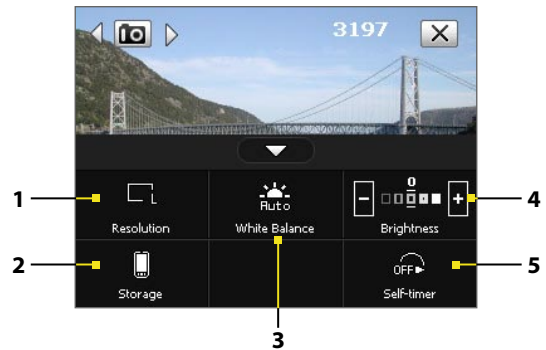 3197
L
Auto
0
- +
1
Resolution
White Balance
Brightness
4
OFF
2
Storage
Self-timer
5
3